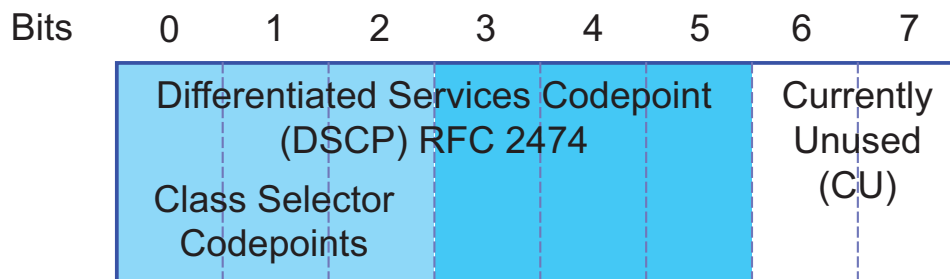 Bits 0 1 2 3 4 5 6 7
Differentiated Services Codepoint
(DSCP) RFC 2474
Class Selector
Codepoints
Currently
Unused
(CU)